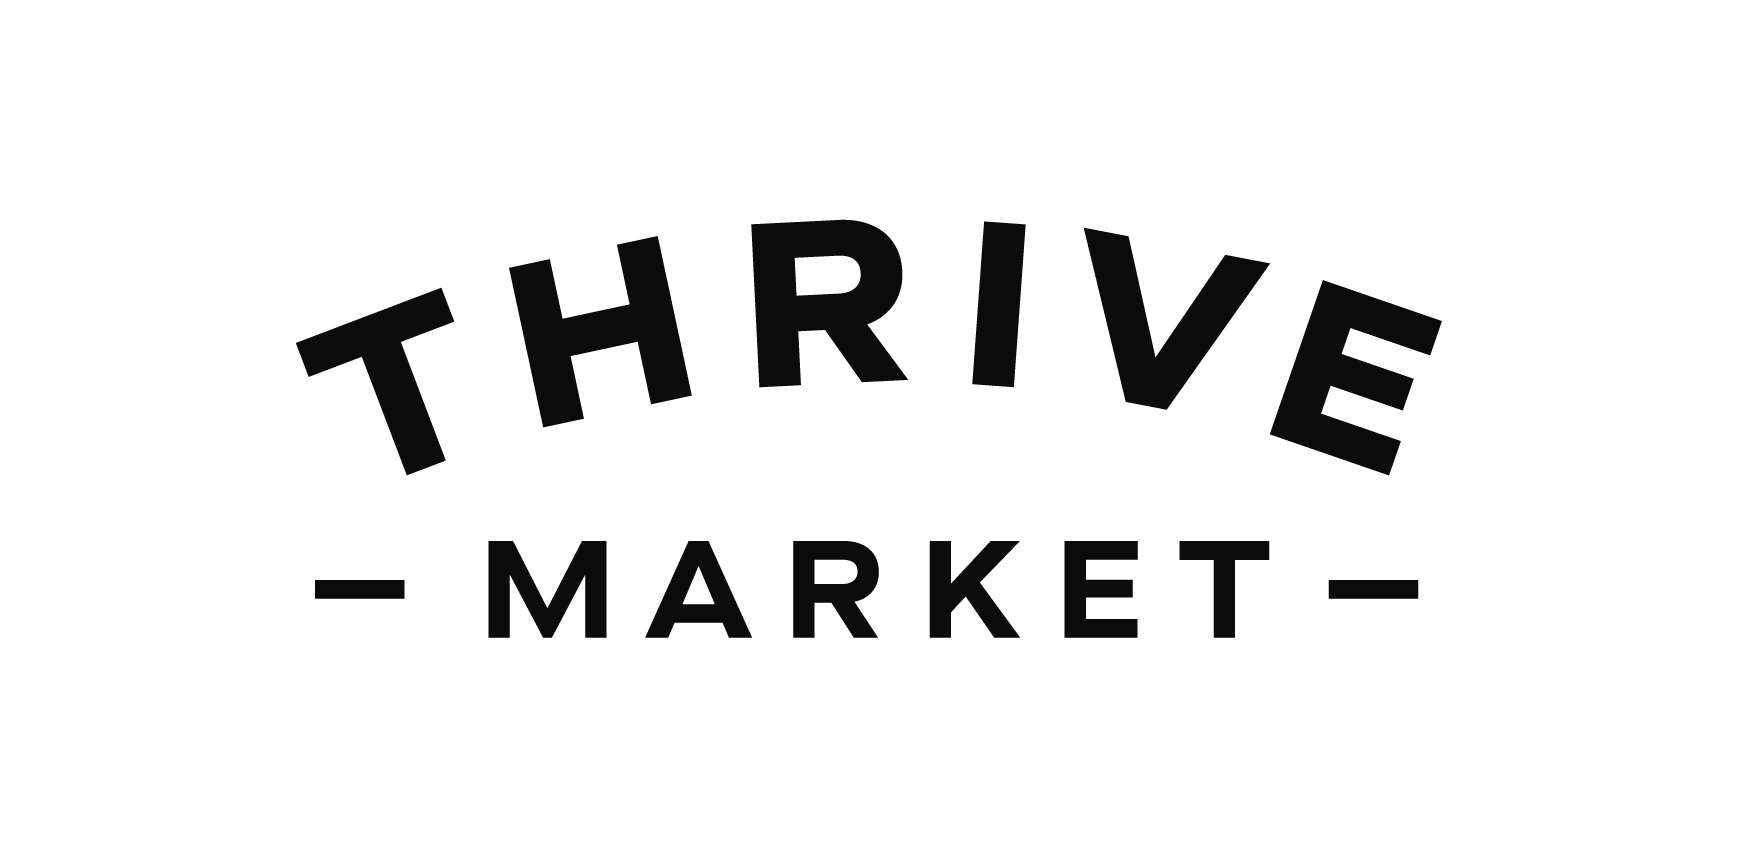 THRIVE
– MARKET –